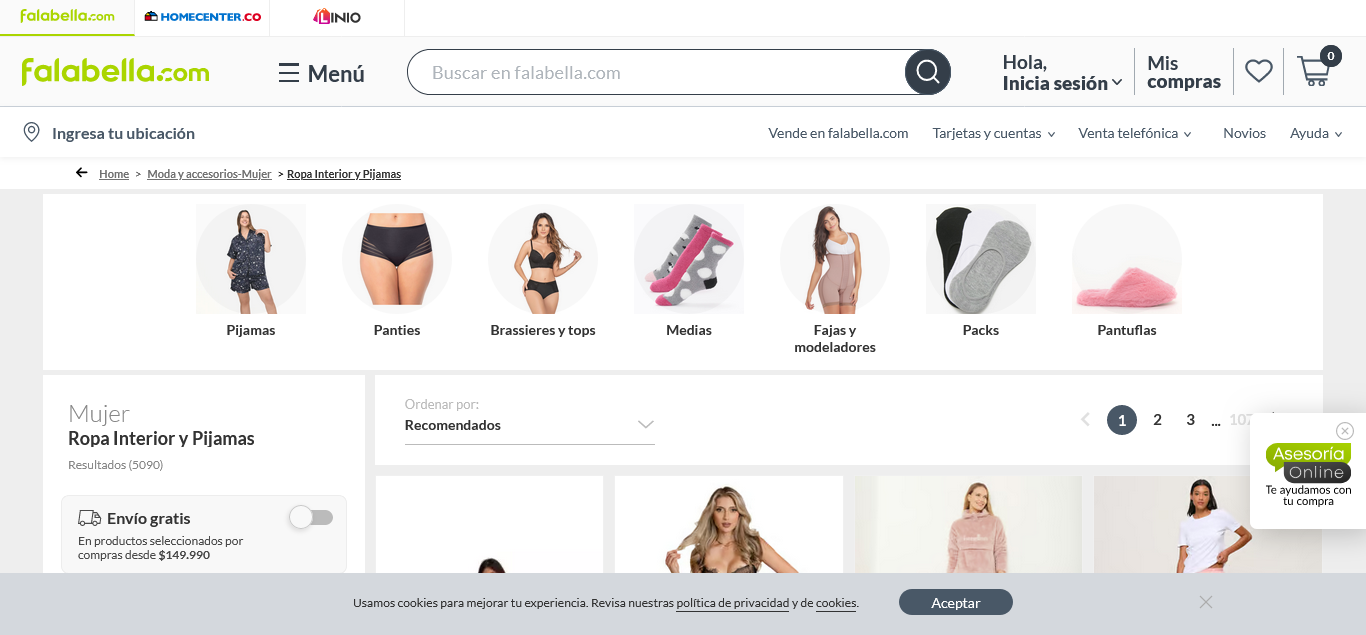 falabella.com
HOMECENTER.CO
LINIO
falabella.com
Menú
Buscar en falabella.com
Hola,
Inicia sesión
Mis
compras
0
Ingresa tu ubicación
Vende en falabella.com
Tarjetas y cuentas
Venta telefónica
Novios
Ayuda
Home > Moda y accesorios-Mujer > Ropa Interior y Pijamas
Pijamas
Panties
Brassieres y tops
Medias
Fajas y
modeladores
Packs
Pantuflas
Mujer
Ropa Interior y Pijamas
Resultados (5090)
Envío gratis
En productos seleccionados por
compras desde $149.990
Ordenar por:
Recomendados
1 2 3 ... 107
Asesoría
Online
Te ayudamos con
tu compra
Usamos cookies para mejorar tu experiencia. Revisa nuestras política de privacidad y de cookies.
Aceptar